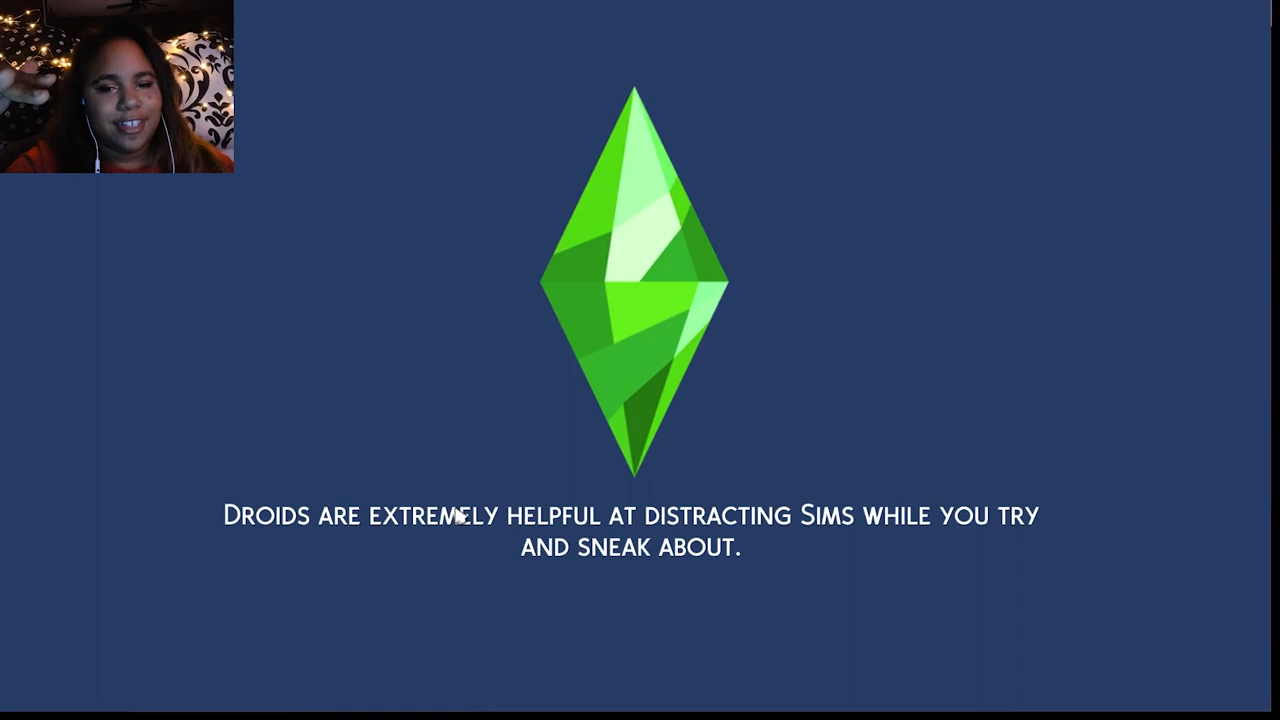 Droids are extremely helpful at distracting Sims while you try
and sneak about.